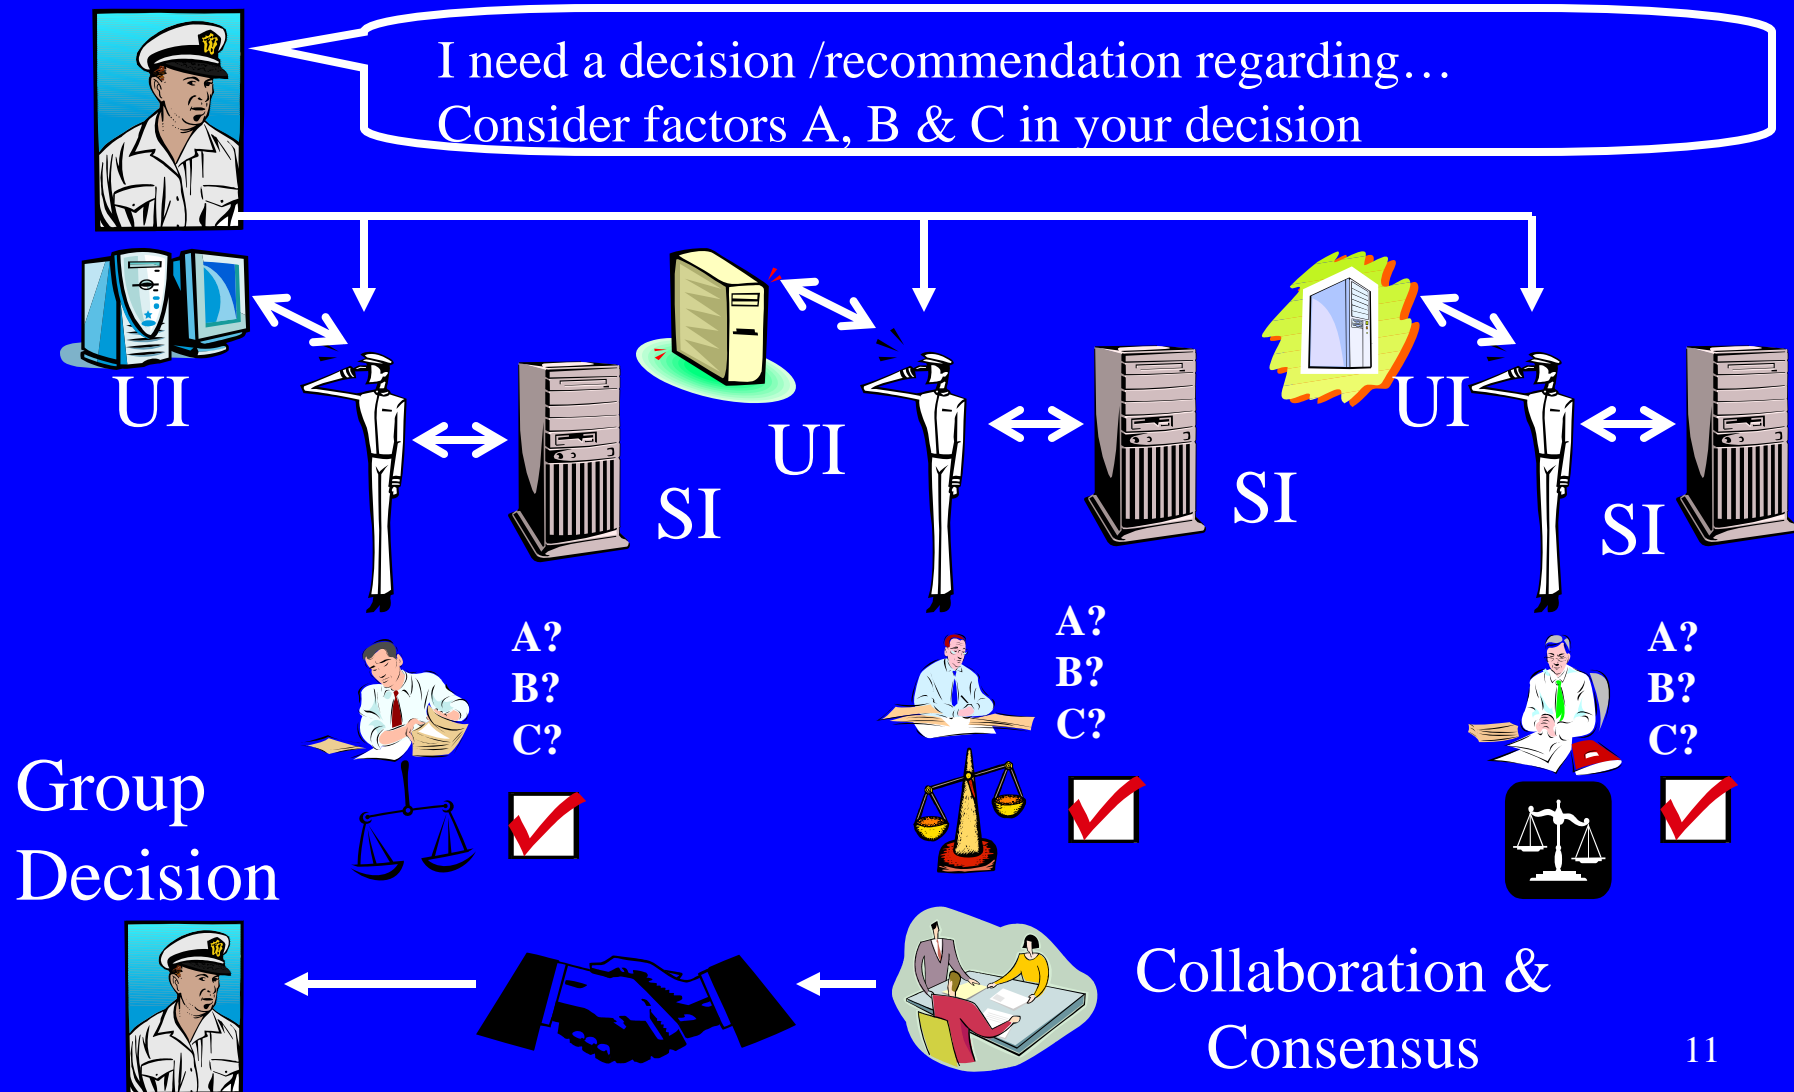 I need a decision /recommendation regarding…
Consider factors A, B & C in your decision
UI
SI
UI
SI
UI
SI
A?
B?
C?
A?
B?
C?
A?
B?
C?
Group
Decision
Collaboration &
Consensus
11